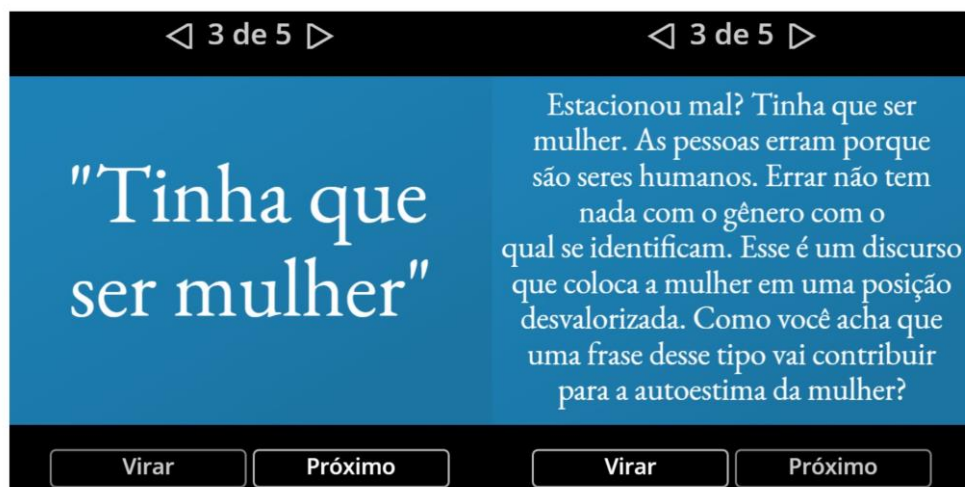 ◁ 3 de 5 ▷
"Tinha que
ser mulher"
Virar
Próximo
◁ 3 de 5 ▷
Estacionou mal? Tinha que ser
mulher. As pessoas erram porque
são seres humanos. Errar não tem
nada com o gênero com o
qual se identificam. Esse é um discurso
que coloca a mulher em uma posição
desvalorizada. Como você acha que
uma frase desse tipo vai contribuir
para a autoestima da mulher?
Virar
Próximo